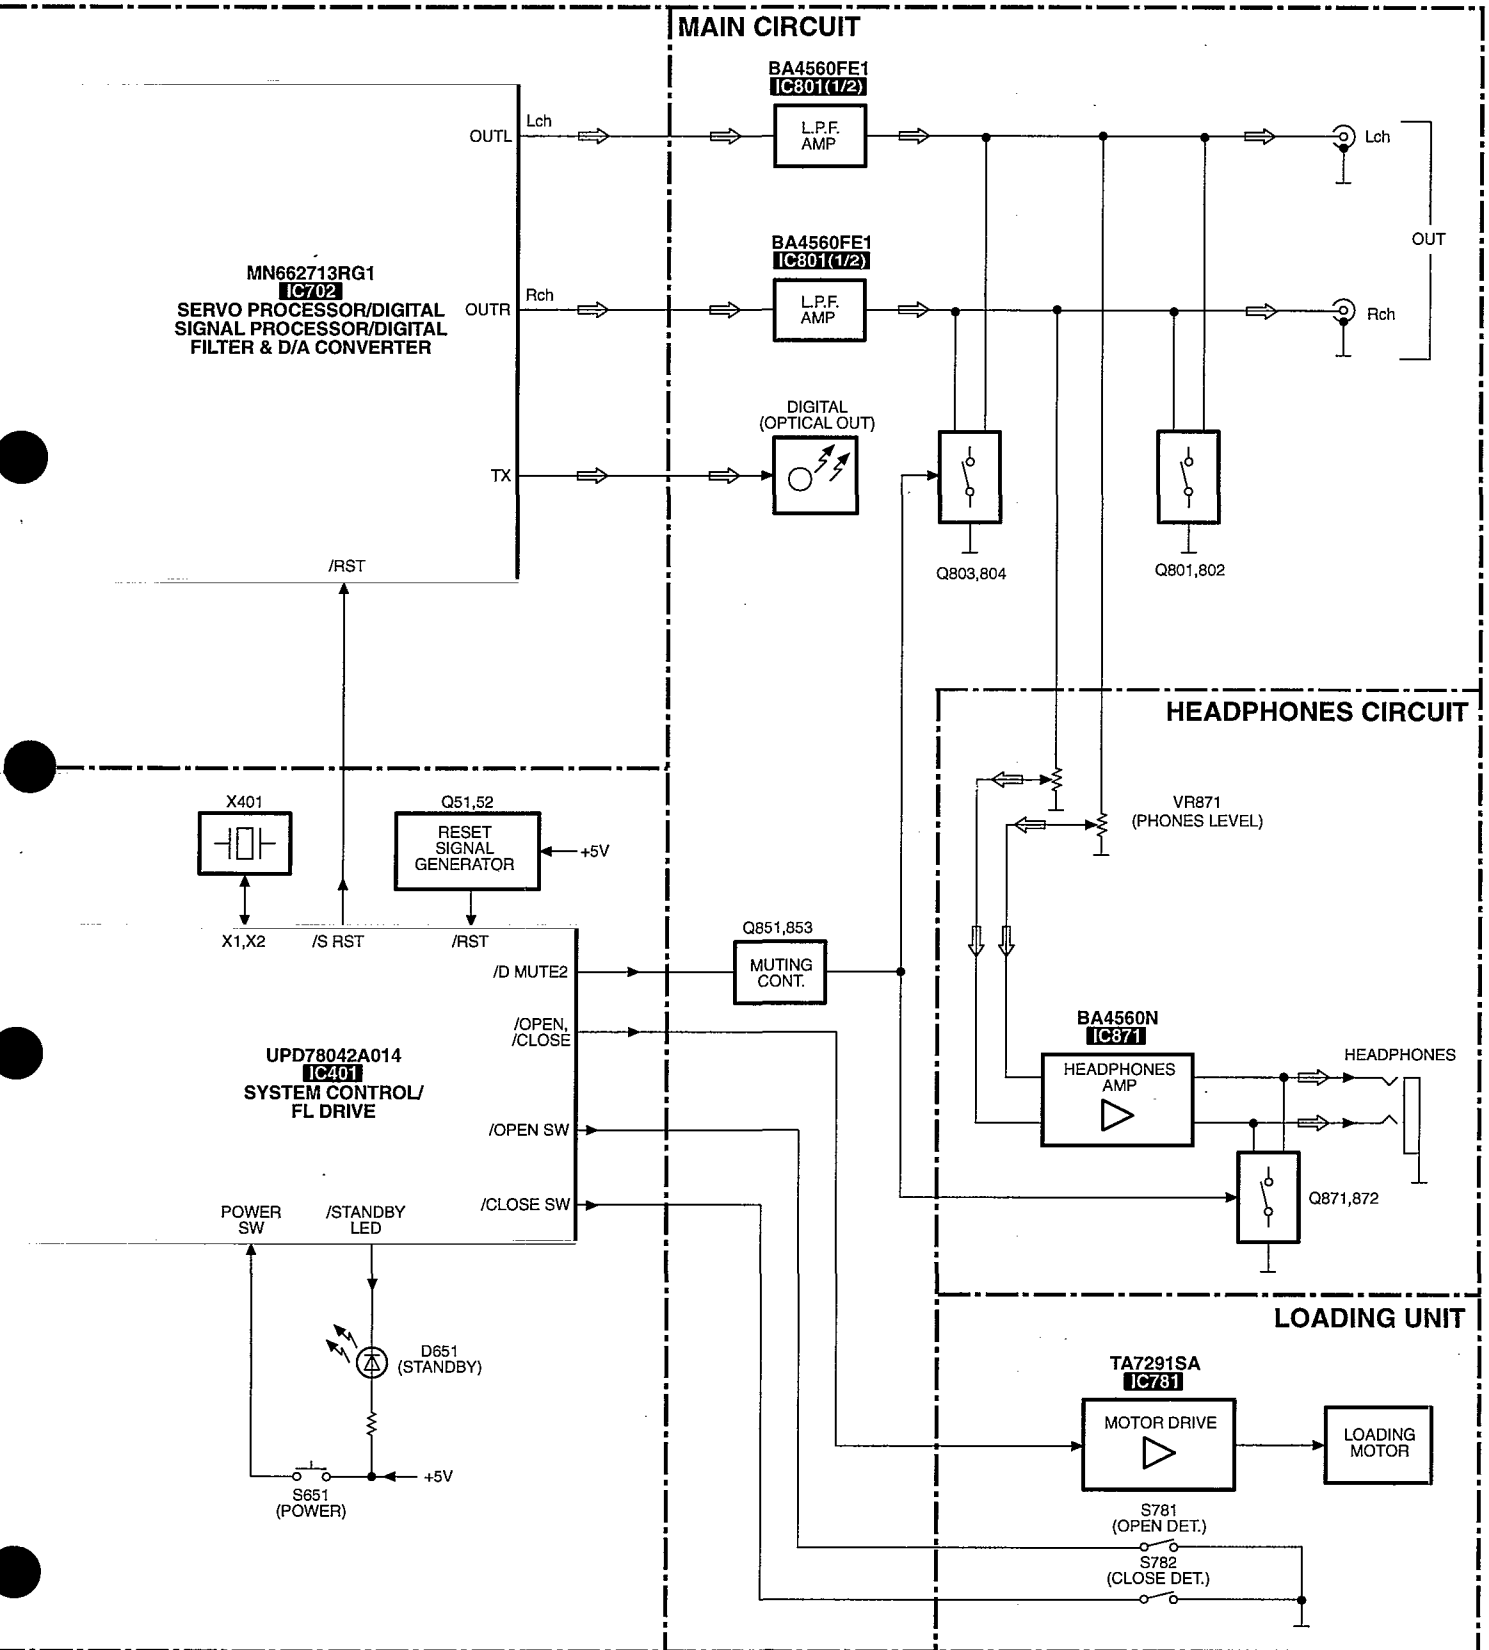 MAIN CIRCUIT
BA4560FE1
IC801(1/2)
L.P.F.
AMP
OUTL
Lch
Lch
OUT
BA4560FE1
IC801(1/2)
L.P.F.
AMP
MN662713RG1
IC702
SERVO PROCESSOR/DIGITAL
SIGNAL PROCESSOR/DIGITAL
FILTER & D/A CONVERTER
OUTR
Rch
Rch
DIGITAL
(OPTICAL OUT)
TX
/RST
Q803,804
Q801,802
HEADPHONES CIRCUIT
X401
Q51,52
RESET
SIGNAL
GENERATOR
+5V
VR871
(PHONES LEVEL)
X1,X2
/S RST
/RST
/D MUTE2
Q851,853
MUTING
CONT.
/OPEN,
/CLOSE
UPD78042A014
IC401
SYSTEM CONTROL/
FL DRIVE
BA4560N
IC871
HEADPHONES
AMP
HEADPHONES
/OPEN SW
/CLOSE SW
Q871,872
POWER
SW
/STANDBY
LED
D651
(STANDBY)
S651
(POWER)
+5V
LOADING UNIT
TA7291SA
IC781
MOTOR DRIVE
LOADING
MOTOR
S781
(OPEN DET.)
S782
(CLOSE DET.)